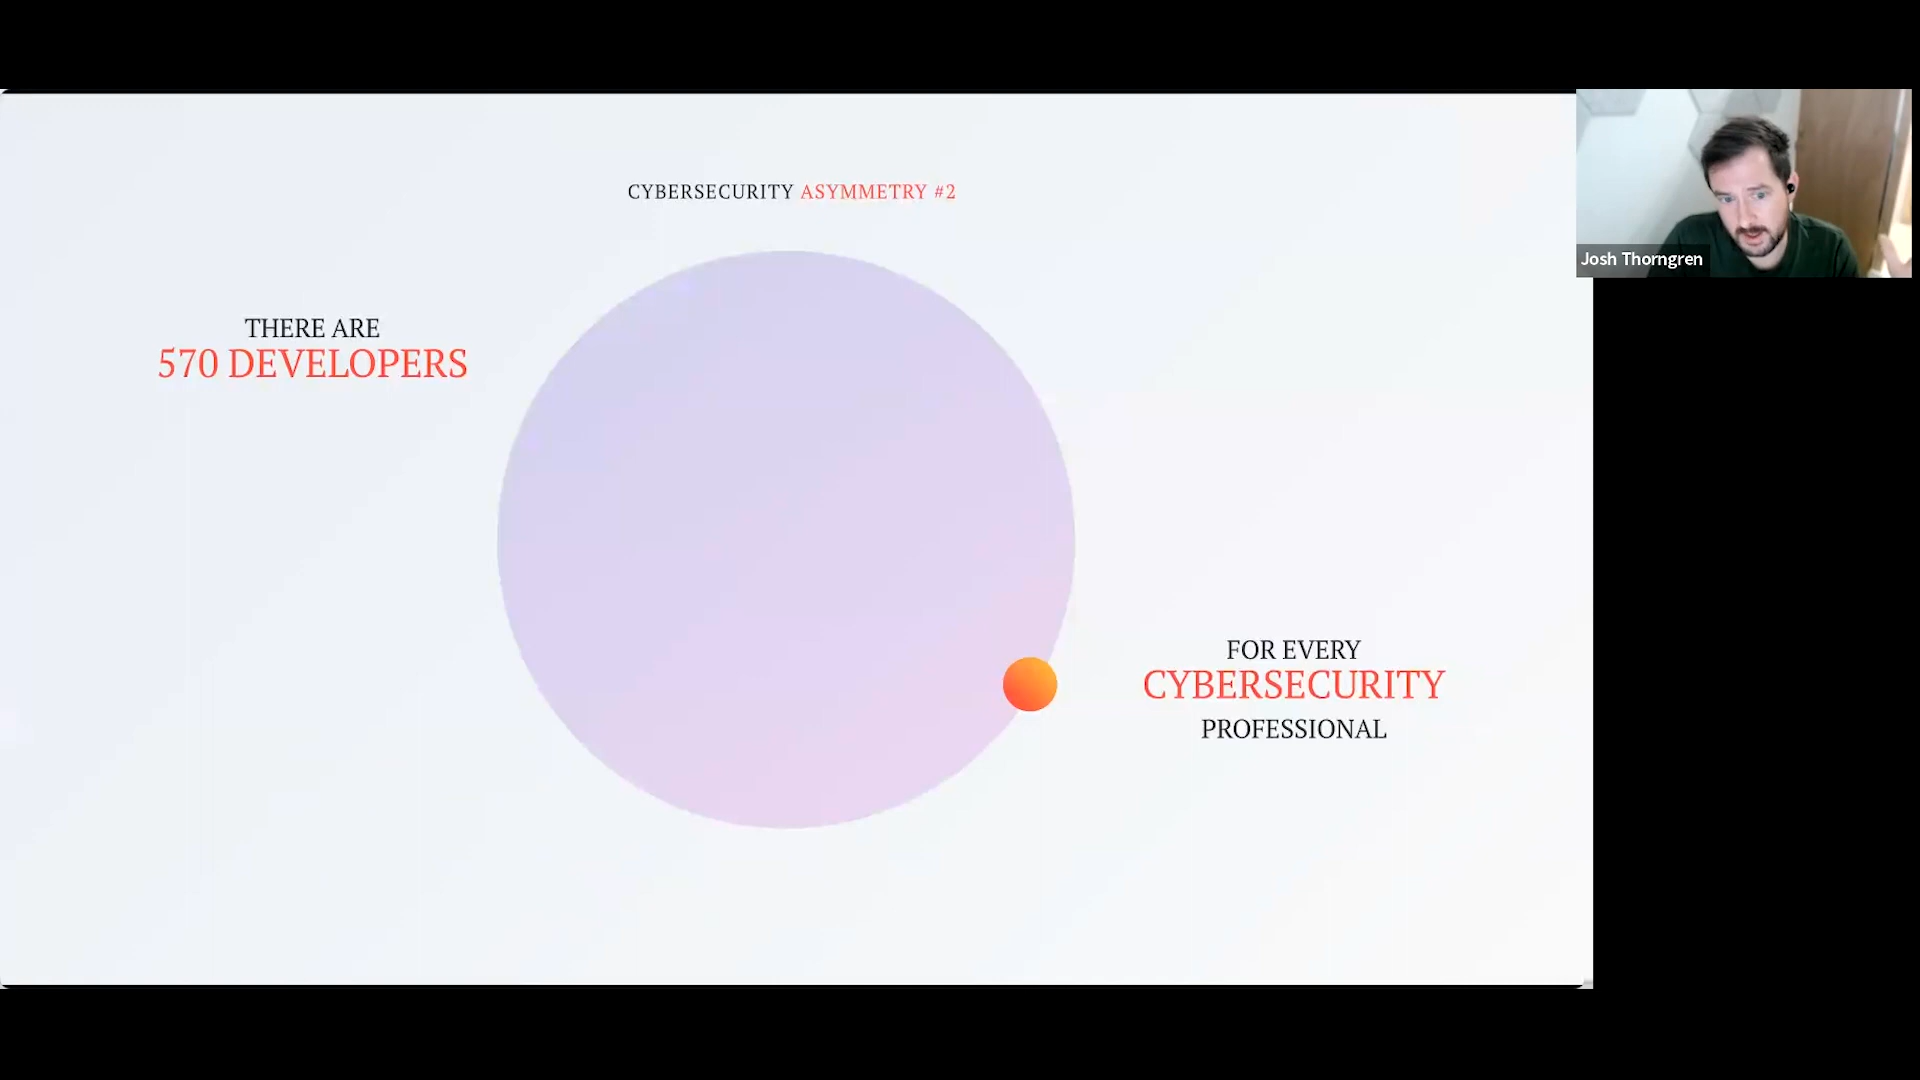 CYBERSECURITY ASYMMETRY #2
THERE ARE
570 DEVELOPERS
FOR EVERY
CYBERSECURITY
PROFESSIONAL
Josh Thorngren